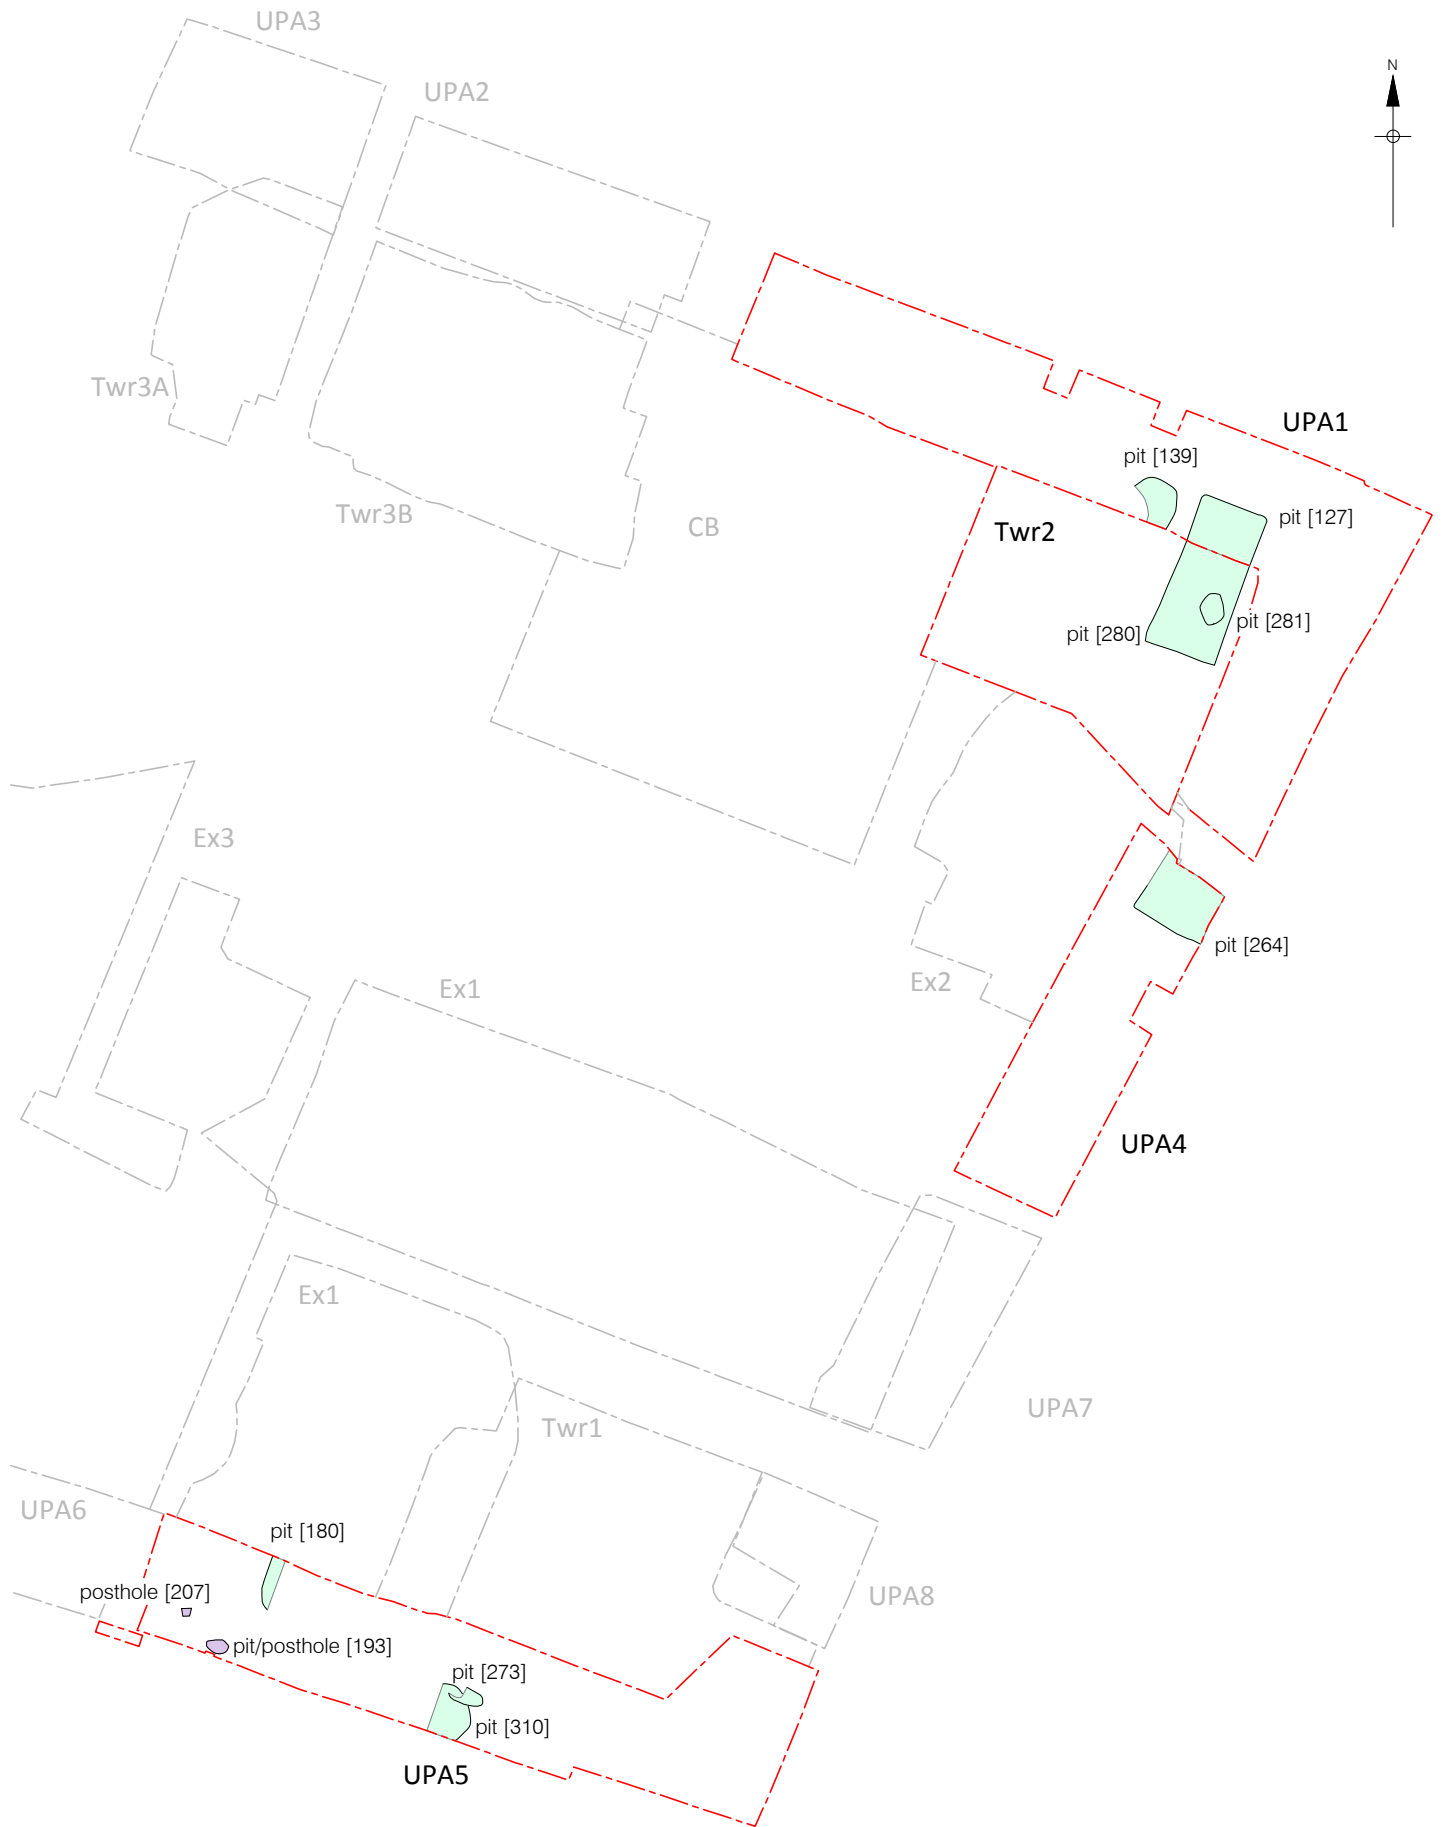 UPA3
UPA2
N
Twr3A
UPA1
pit [139]
Twr3B
CB
Twr2
pit [127]
pit [280]
pit [281]
Ex3
pit [264]
Ex1
Ex2
UPA4
Ex1
UPA7
Twr1
UPA6
pit [180]
posthole [207]
UPA8
pit/posthole [193]
pit [273]
pit [310]
UPA5